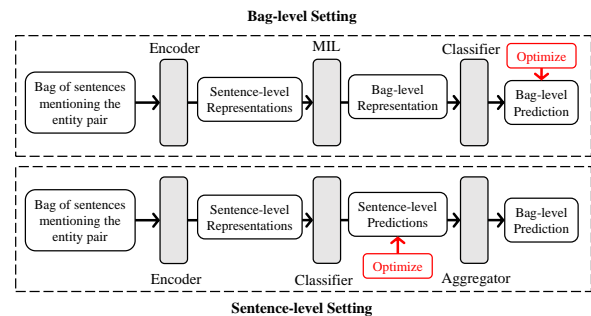 Bag-level Setting
Encoder
MIL
Classifier
Optimize
Bag of sentences
mentioning the
entity pair
Sentence-level
Representations
Bag-level
Representation
Bag-level
Prediction
Bag of sentences
mentioning the
entity pair
Sentence-level
Representations
Sentence-level
Predictions
Bag-level
Prediction
Optimize
Encoder
Classifier
Aggregator
Sentence-level Setting